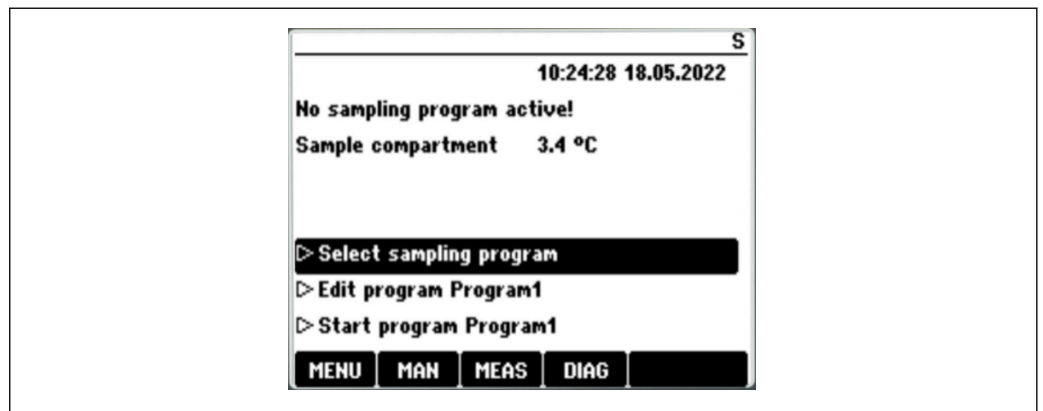 S
10:24:28 18.05.2022
No sampling program active!
Sample compartment 3.4 °C
▷ Select sampling program
▷ Edit program Program1
▷ Start program Program1
MENU MAN MEAS DIAG